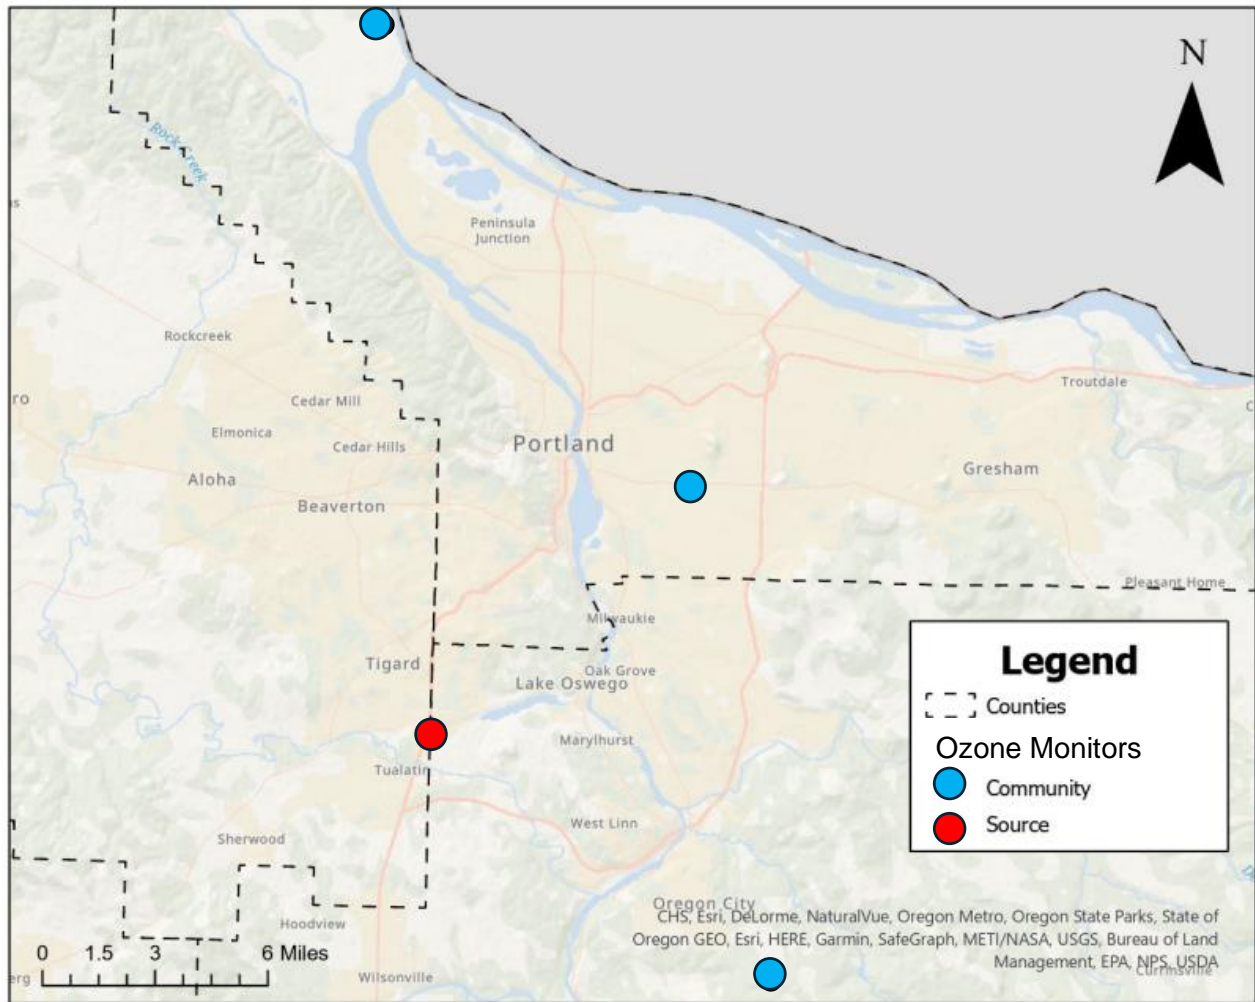 N
Rock Creek
Peninsula
Junction
Rockcreek
Troutdale
ro
Cedar Mill
Elmonica
Cedar Hills
Portland
Gresham
Aloha
Beaverton
Pleasant Home
Milwaukie
Tigard
Oak Grove
Lake Oswego
Marylhurst
Tualatin
West Linn
Sherwood
Oregon City
Hoodview
Wilsonville
erg
Currinsville
Legend
Counties
Ozone Monitors
Community
Source
CHS, Esri, DeLorme, NaturalVue, Oregon Metro, Oregon State Parks, State of
Oregon GEO, Esri, HERE, Garmin, SafeGraph, METI/NASA, USGS, Bureau of Land
Management, EPA, NPS, USDA
0 1.5 3 6 Miles